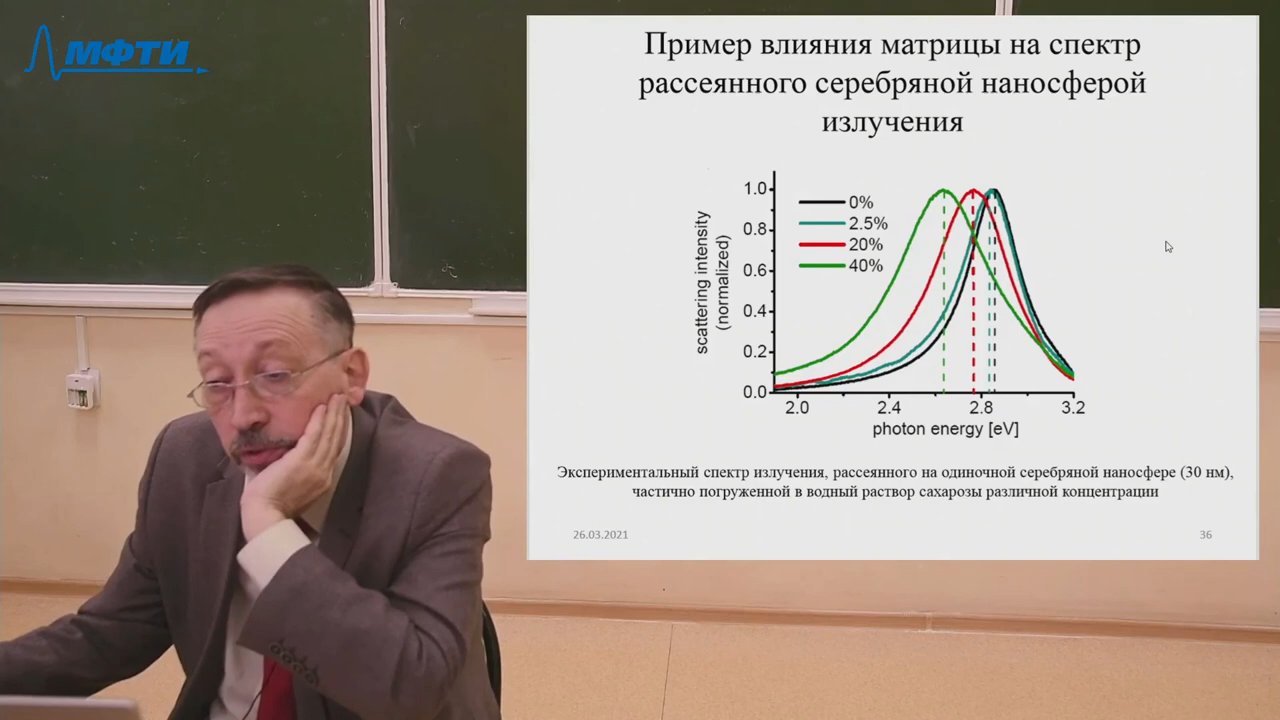 МФТИ
Пример влияния матрицы на спектр
рассеянного серебряной наносферой
излучения
scattering intensity
(normalized)
1.0
0.8
0.6
0.4
0.2
0.0
0%
2.5%
20%
40%
2.0
2.4
2.8
3.2
photon energy [eV]
Экспериментальный спектр излучения, рассеянного на одиночной серебряной наносфере (30 нм),
частично погруженной в водный раствор сахарозы различной концентрации
26.03.2021
36